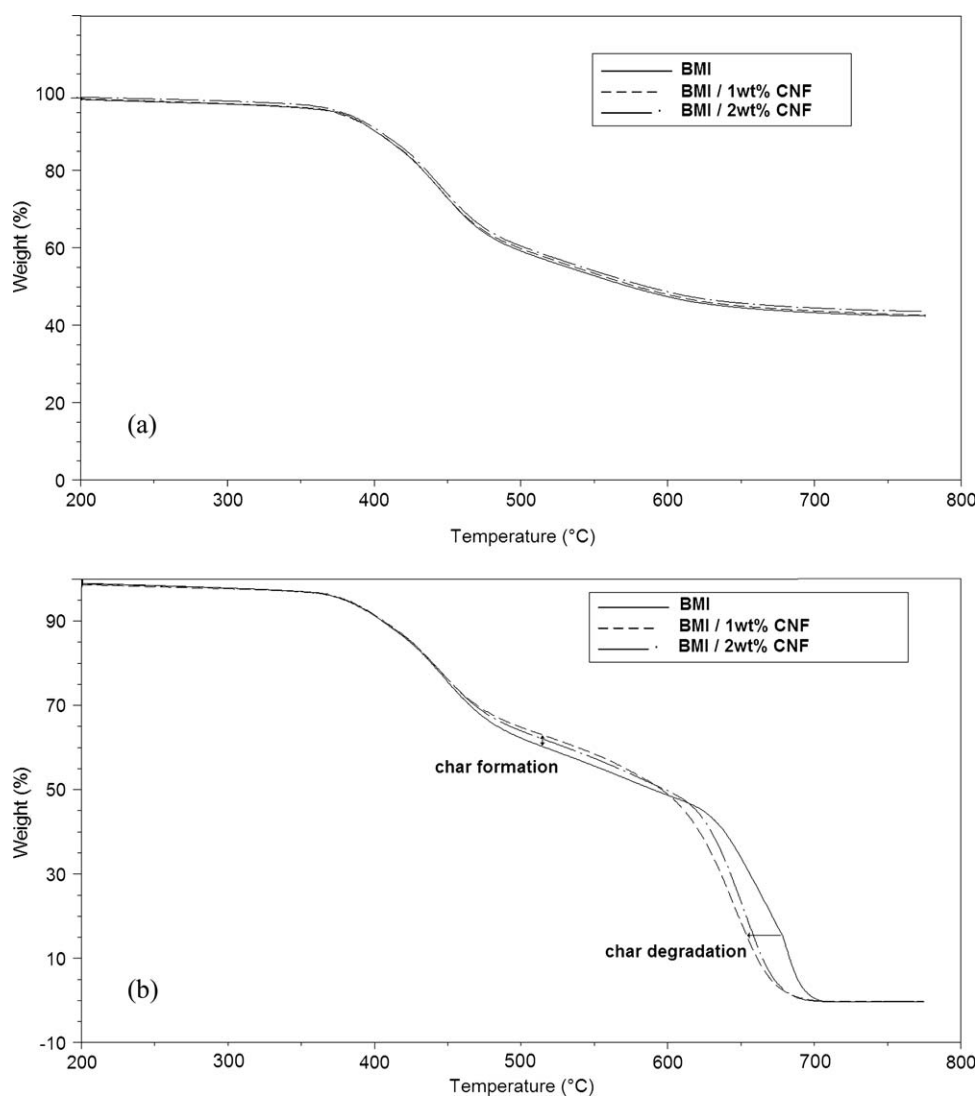 BMI
BMI / 1wt% CNF
BMI / 2wt% CNF
100
80
60
40
20
0
Weight (%)
(a)
200 300 400 500 600 700 800
Temperature (°C)
BMI
BMI / 1wt% CNF
BMI / 2wt% CNF
90
70
50
30
10
-10
Weight (%)
char formation
char degradation
(b)
200 300 400 500 600 700 800
Temperature (°C)